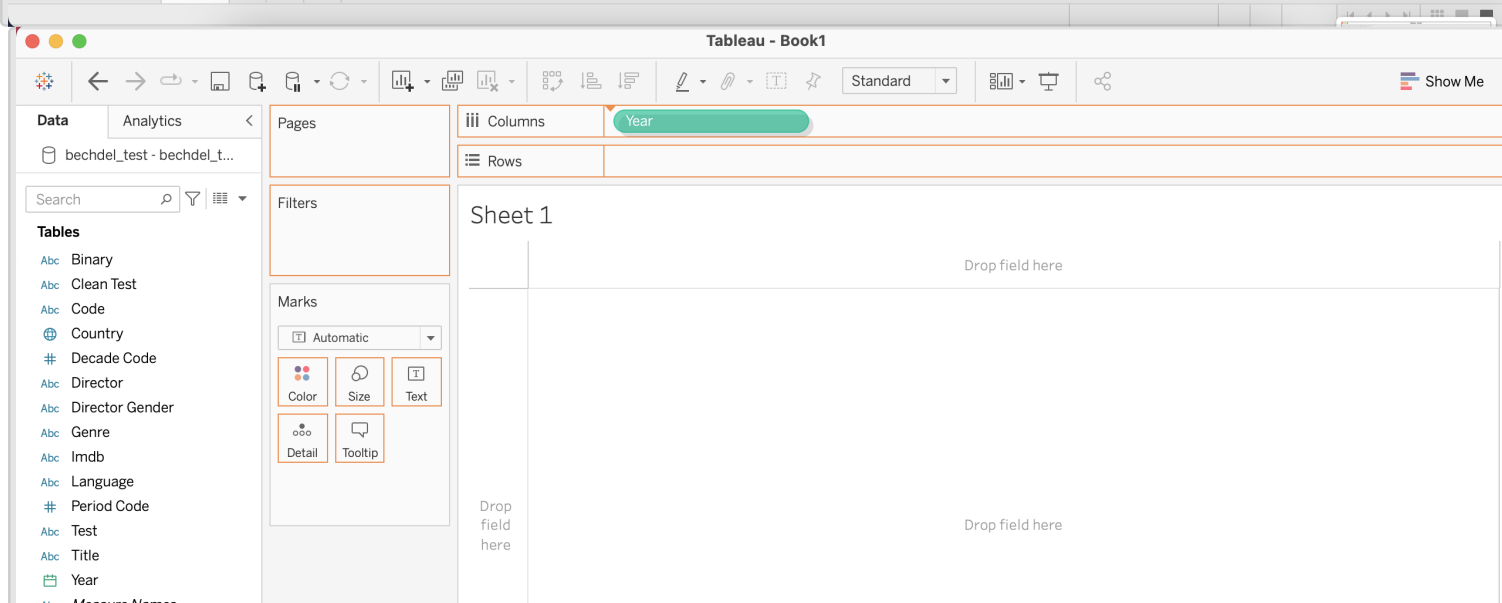 Tableau - Book1
Standard
Show Me
Data
Analytics
bechdel_test - bechdel_t...
Search
Tables
Abc Binary
Abc Clean Test
Abc Code
Country
# Decade Code
Abc Director
Abc Director Gender
Abc Genre
Abc Imdb
Abc Language
# Period Code
Abc Test
Abc Title
Year
Pages
Filters
Marks
T Automatic
Color
Size
T
Text
Detail
Tooltip
Columns
Year
Rows
Sheet 1
Drop field here
Drop
field
here
Drop field here